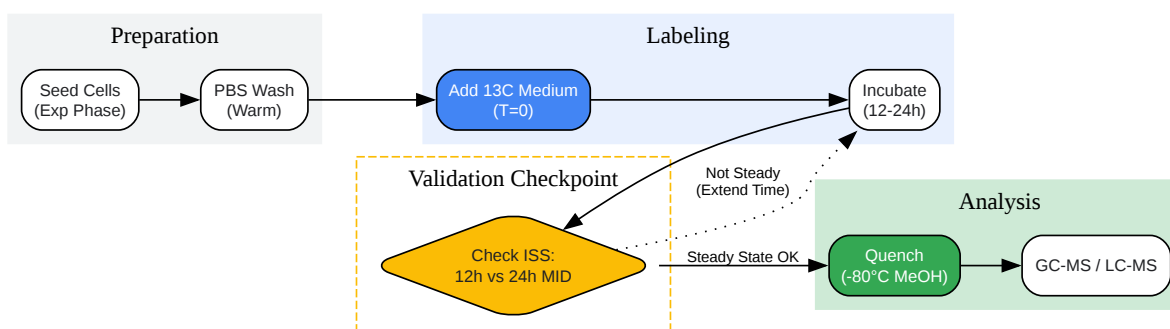 Preparation
Seed Cells
(Exp Phase)
PBS Wash
(Warm)
Labeling
Add 13C Medium
(T=0)
Incubate
(12-24h)
Validation Checkpoint
Check ISS:
12h vs 24h MID
Not Steady
(Extend Time)
Steady State OK
Analysis
Quench
(-80°C MeOH)
GC-MS / LC-MS